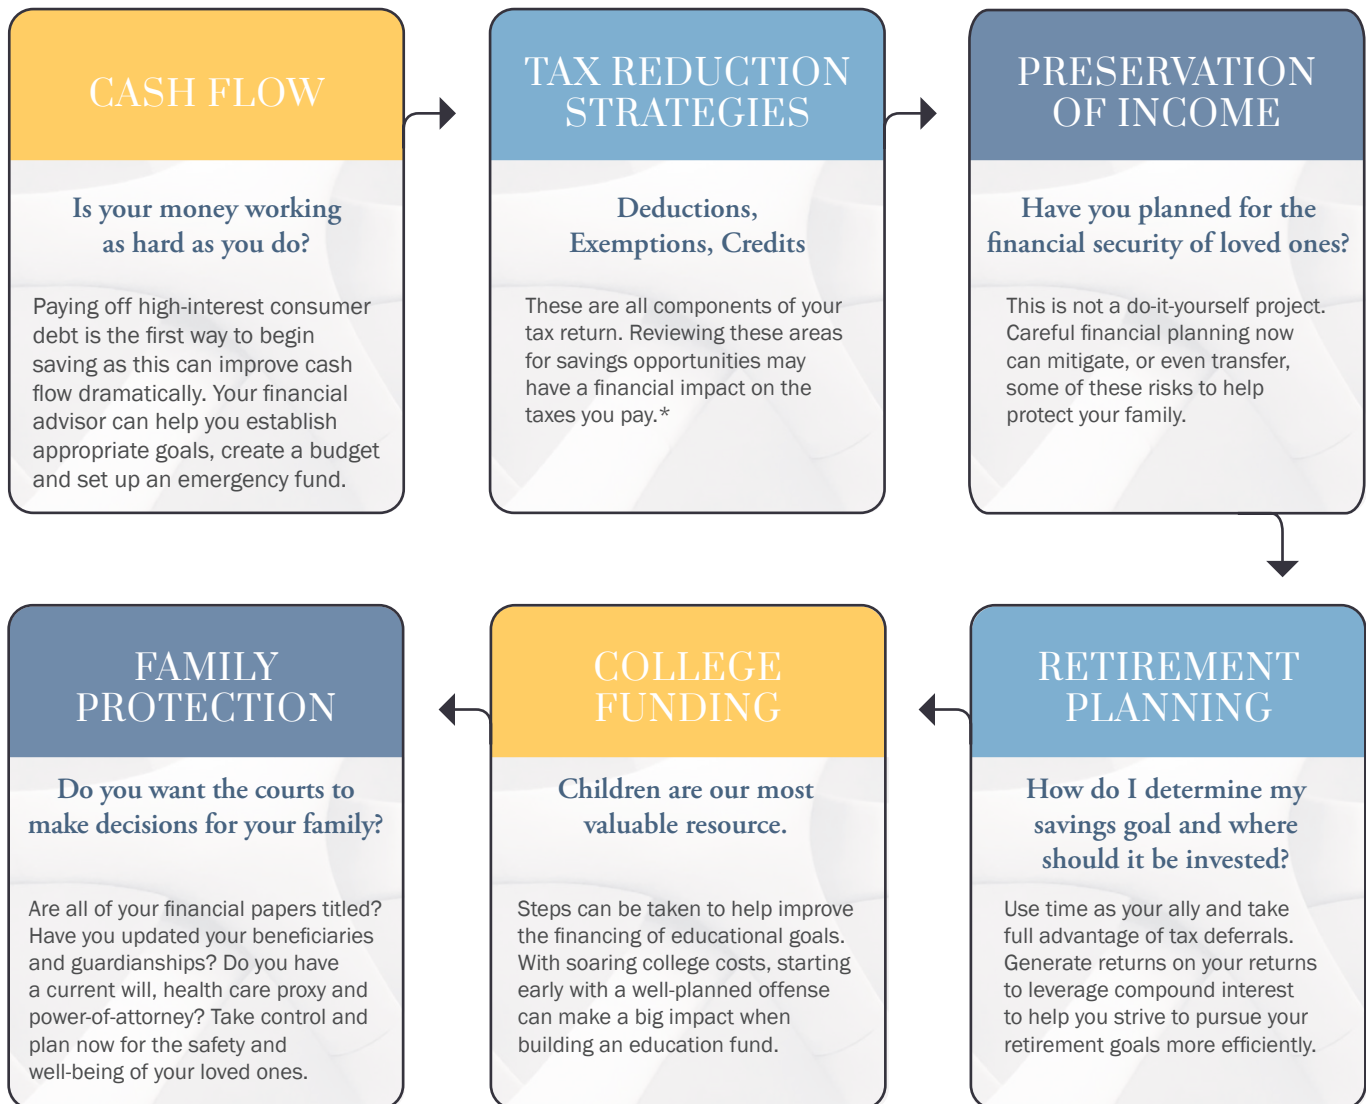 CASH FLOW
Is your money working
as hard as you do?
Paying off high-interest consumer
debt is the first way to begin
saving as this can improve cash
flow dramatically. Your financial
advisor can help you establish
appropriate goals, create a budget
and set up an emergency fund.
TAX REDUCTION
STRATEGIES
Deductions,
Exemptions, Credits
These are all components of your
tax return. Reviewing these areas
for savings opportunities may
have a financial impact on the
taxes you pay.*
PRESERVATION
OF INCOME
Have you planned for the
financial security of loved ones?
This is not a do-it-yourself project.
Careful financial planning now
can mitigate, or even transfer,
some of these risks to help
protect your family.
RETIREMENT
PLANNING
How do I determine my
savings goal and where
should it be invested?
Use time as your ally and take
full advantage of tax deferrals.
Generate returns on your returns
to leverage compound interest
to help you strive to pursue your
retirement goals more efficiently.
COLLEGE
FUNDING
Children are our most
valuable resource.
Steps can be taken to help improve
the financing of educational goals.
With soaring college costs, starting
early with a well-planned offense
can make a big impact when
building an education fund.
FAMILY
PROTECTION
Do you want the courts to
make decisions for your family?
Are all of your financial papers titled?
Have you updated your beneficiaries
and guardianships? Do you have
a current will, health care proxy and
power-of-attorney? Take control and
plan now for the safety and
well-being of your loved ones.